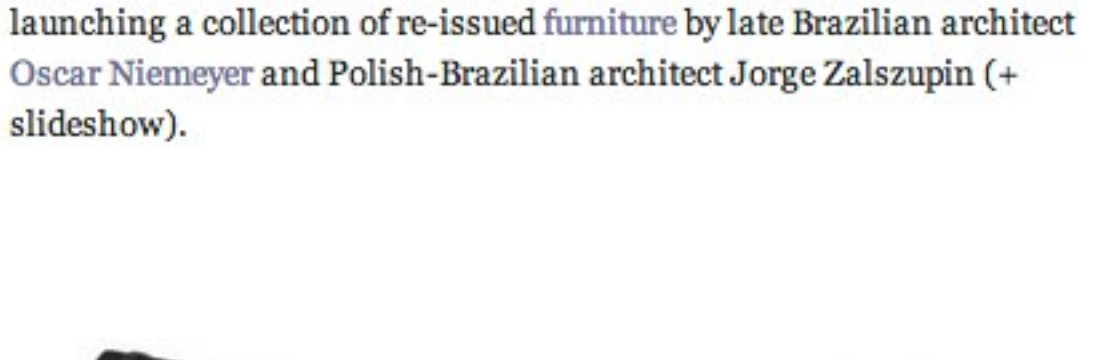 launching a collection of re-issued furniture by late Brazilian architect
Oscar Niemeyer and Polish-Brazilian architect Jorge Zalszupin (+
slideshow).